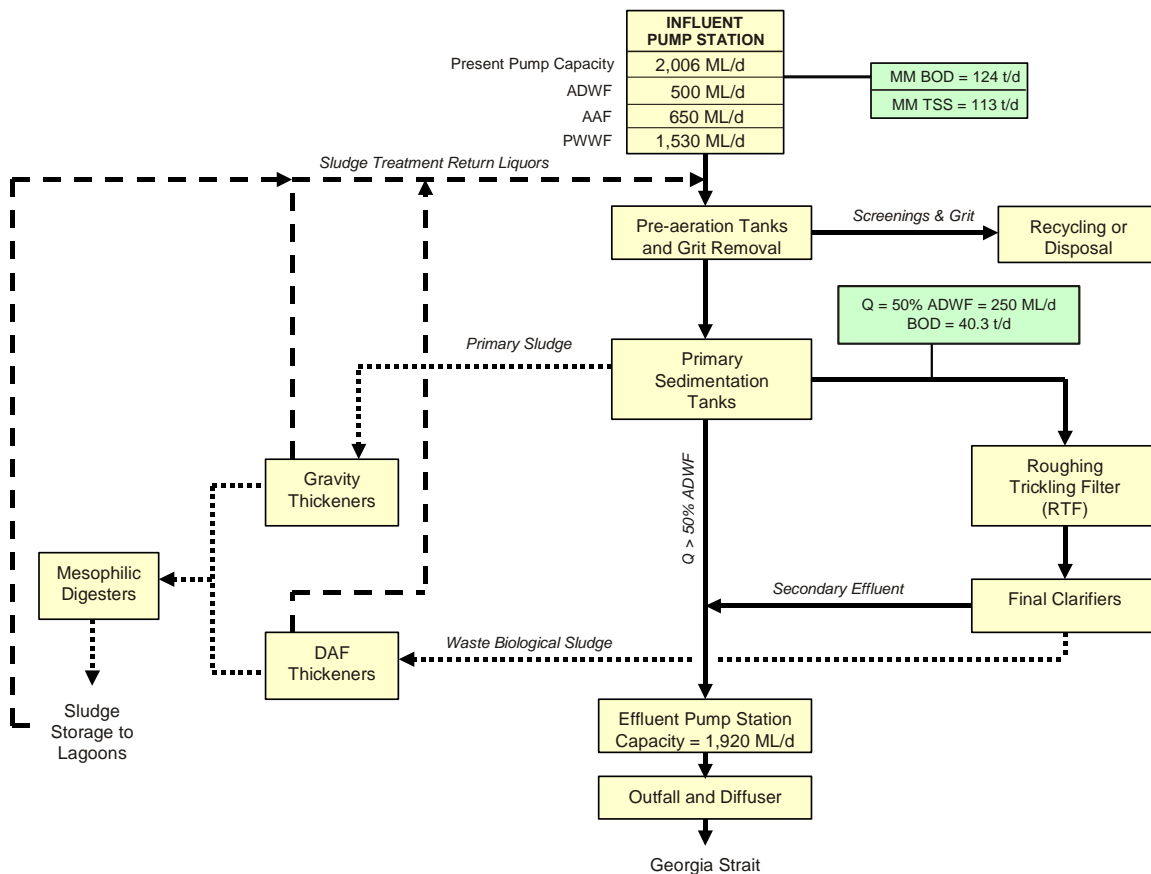 INFLUENT
PUMP STATION
Present Pump Capacity
2,006 ML/d
ADWF
500 ML/d
AAF
650 ML/d
PWWF
1,530 ML/d
MM BOD = 124 t/d
MM TSS = 113 t/d
Sludge Treatment Return Liquors
Pre-aeration Tanks
and Grit Removal
Screenings & Grit
Recycling or
Disposal
Q = 50% ADWF = 250 ML/d
BOD = 40.3 t/d
Primary Sludge
Primary
Sedimentation
Tanks
Gravity
Thickeners
Q > 50% ADWF
Roughing
Trickling Filter
(RTF)
Mesophilic
Digesters
Secondary Effluent
Final Clarifiers
DAF
Thickeners
Waste Biological Sludge
Sludge
Storage to
Lagoons
Effluent Pump Station
Capacity = 1,920 ML/d
Outfall and Diffuser
Georgia Strait